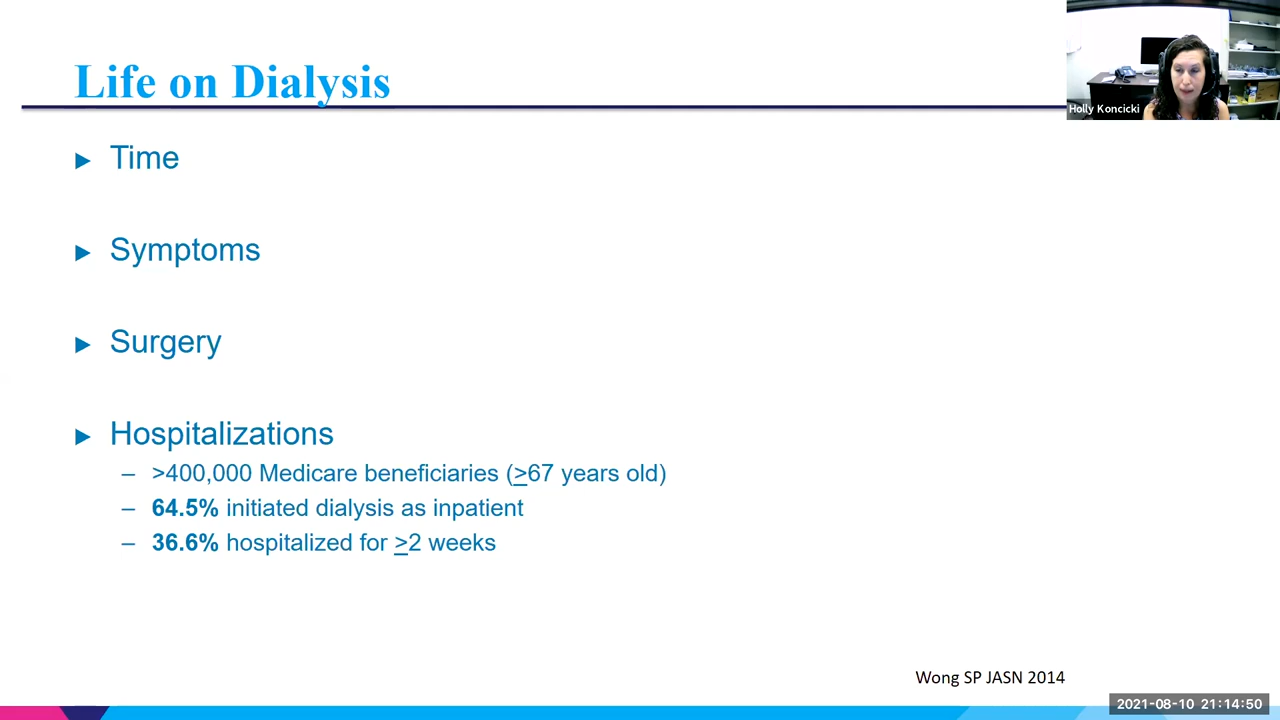 Life on Dialysis
Holly Koncicki
Time
Symptoms
Surgery
Hospitalizations
– >400,000 Medicare beneficiaries (≥67 years old)
– 64.5% initiated dialysis as inpatient
– 36.6% hospitalized for ≥2 weeks
Wong SP JASN 2014
2021-08-10 21:14:50